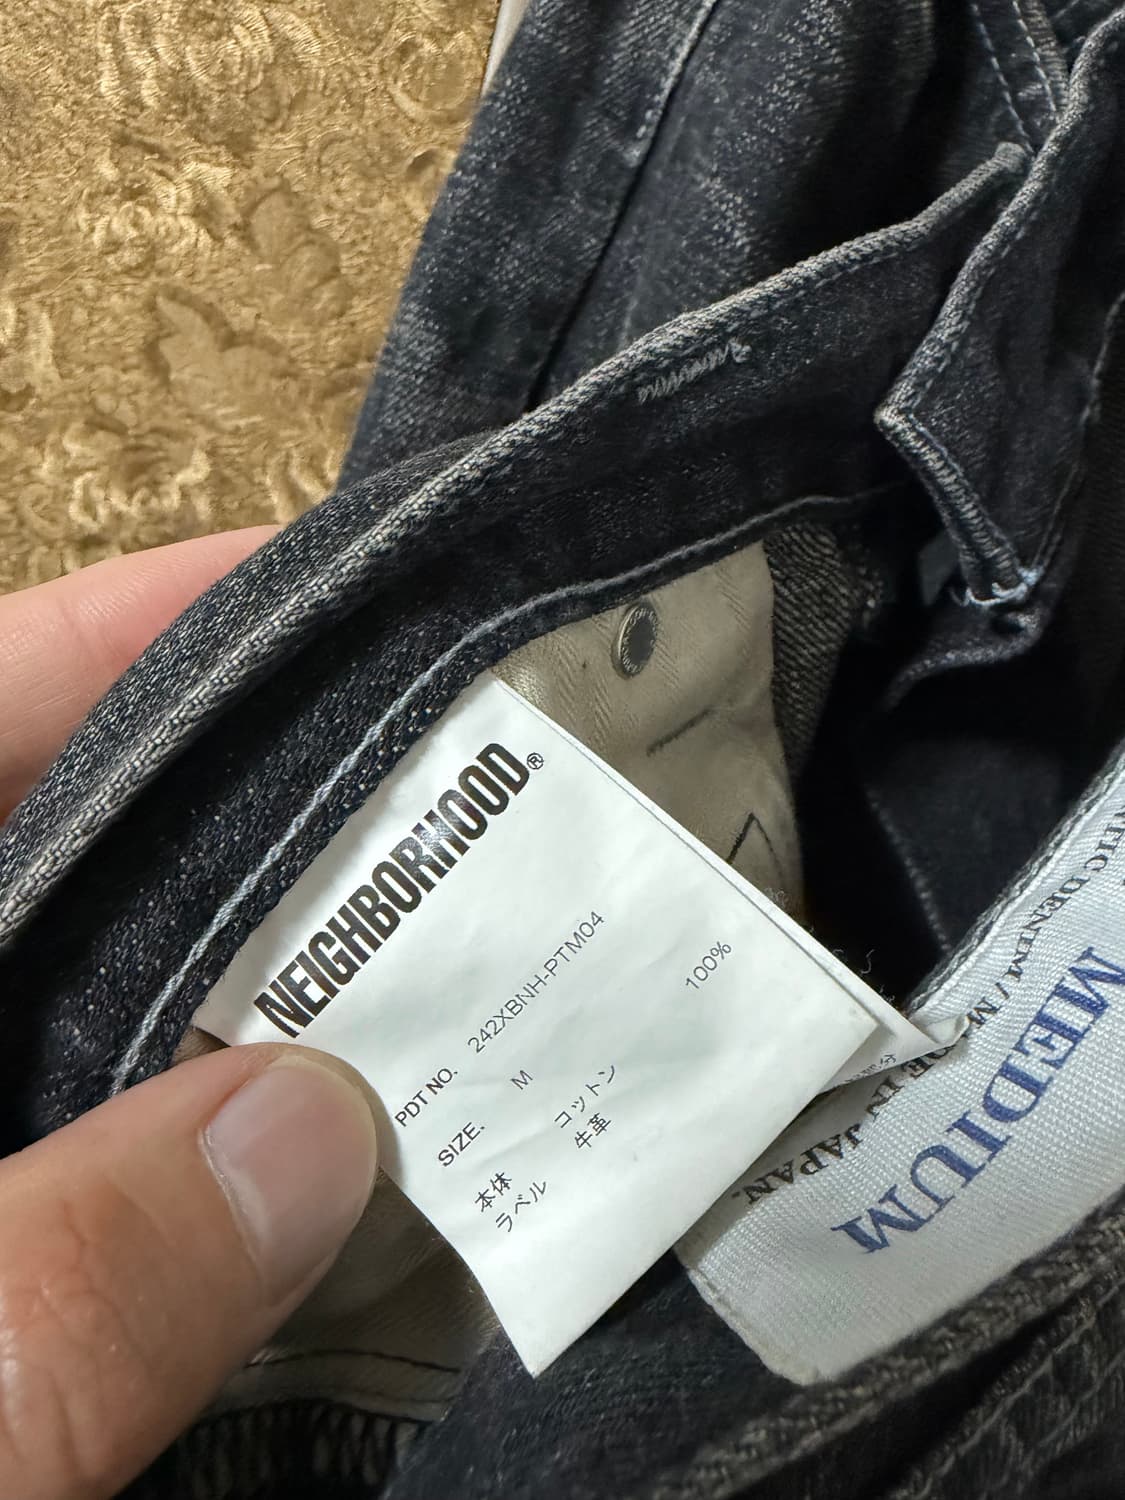 NEIGHBORHOOD®
PDT NO. 242XBNH-PTM04
SIZE. M
本体 コットン 100%
ラベル 牛革
DENIM / MADE IN JAPAN.
MEDIUM